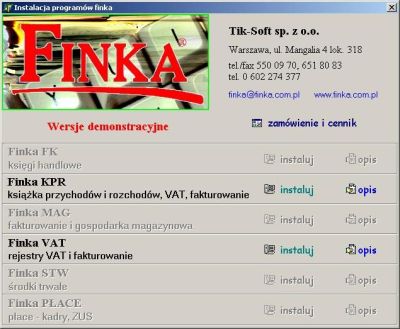 Instalacja programów finka
FINKA®
Tik-Soft sp. z o.o.
Warszawa, ul. Mangalia 4 lok. 318
tel./fax 550 09 70, 651 80 83
tel. 0 602 274 377
finka@finka.com.pl www.finka.com.pl
Wersje demonstracyjne
zamówienie i cennik
Finka FK
księgi handlowe
instaluj opis
Finka KPR
książka przychodów i rozchodów, VAT, fakturowanie
instaluj opis
Finka MAG
fakturowanie i gospodarka magazynowa
instaluj opis
Finka VAT
rejestry VAT i fakturowanie
instaluj opis
Finka STW
środki trwałe
instaluj opis
Finka PŁACE
płace - kadry, ZUS
instaluj opis